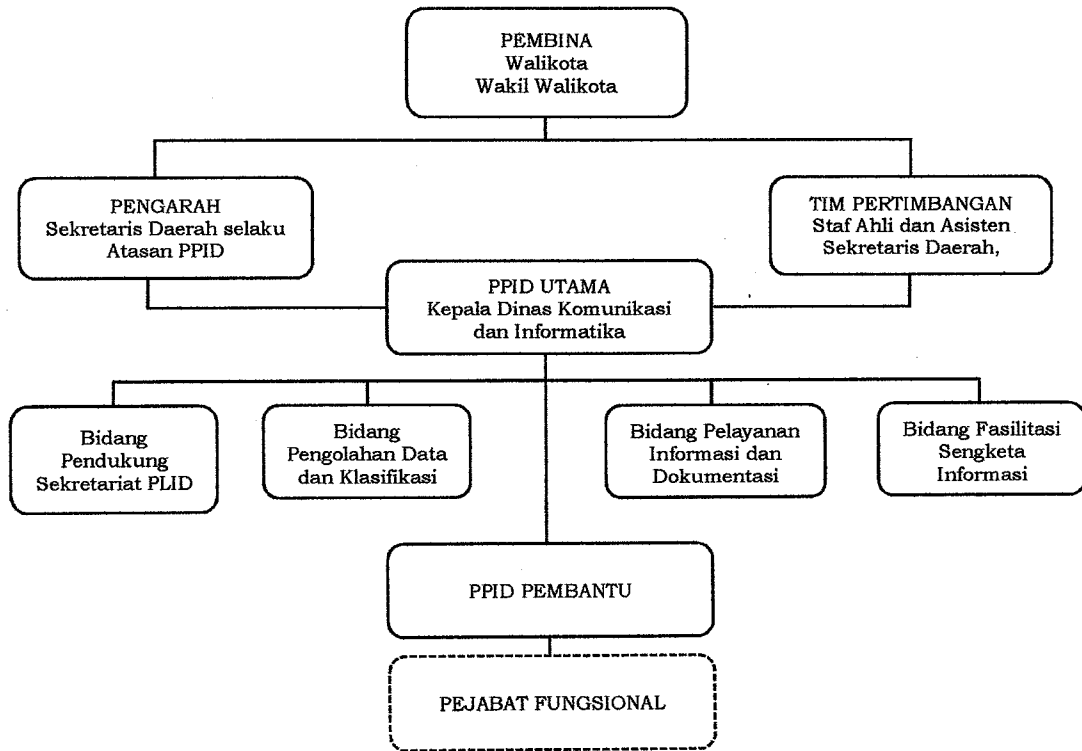 PEMBINA
Walikota
Wakil Walikota
PENGARAH
Sekretaris Daerah selaku
Atasan PPID
TIM PERTIMBANGAN
Staf Ahli dan Asisten
Sekretaris Daerah,
PPID UTAMA
Kepala Dinas Komunikasi
dan Informatika
Bidang
Pendukung
Sekretariat PLID
Bidang
Pengolahan Data
dan Klasifikasi
Bidang Pelayanan
Informasi dan
Dokumentasi
Bidang Fasilitasi
Sengketa
Informasi
PPID PEMBANTU
PEJABAT FUNGSIONAL